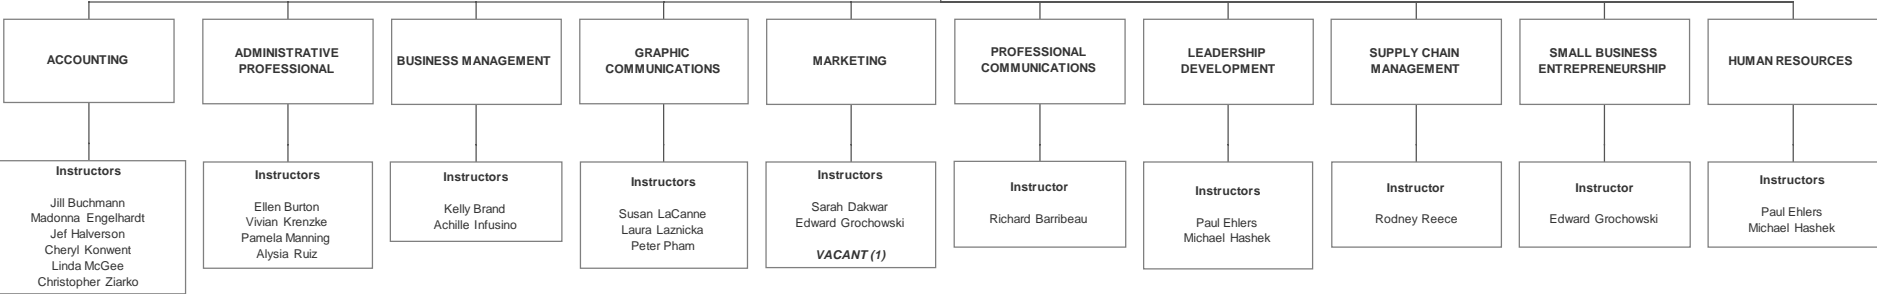 ACCOUNTING
ADMINISTRATIVE
PROFESSIONAL
BUSINESS MANAGEMENT
GRAPHIC
COMMUNICATIONS
MARKETING
PROFESSIONAL
COMMUNICATIONS
LEADERSHIP
DEVELOPMENT
SUPPLY CHAIN
MANAGEMENT
SMALL BUSINESS
ENTREPRENEURSHIP
HUMAN RESOURCES
Instructors
Jill Buchmann
Madonna Engelhardt
Jef Halverson
Cheryl Konwent
Linda McGee
Christopher Ziarko
Instructors
Ellen Burton
Vivian Krenzke
Pamela Manning
Alysia Ruiz
Instructors
Kelly Brand
Achille Infusino
Instructors
Susan LaCanne
Laura Laznicka
Peter Pham
Instructors
Sarah Dakwar
Edward Grochowski
VACANT (1)
Instructor
Richard Barribeau
Instructors
Paul Ehlers
Michael Hashek
Instructor
Rodney Reece
Instructor
Edward Grochowski
Instructors
Paul Ehlers
Michael Hashek